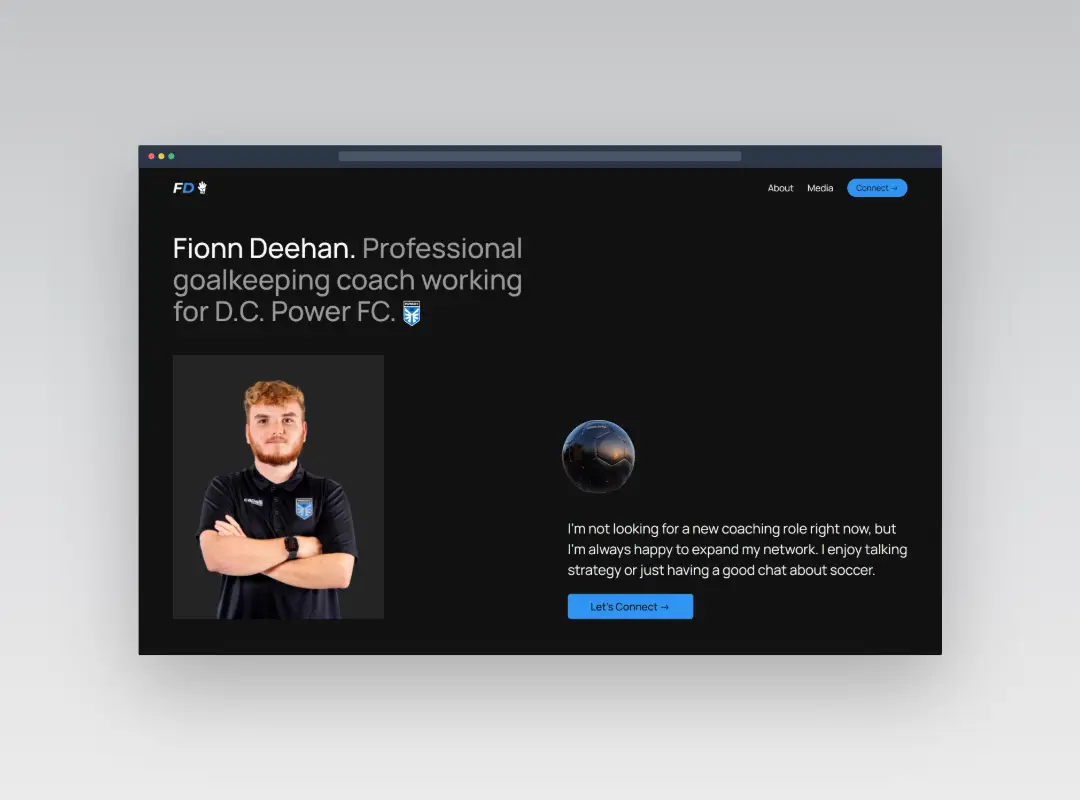 FD
About
Media
Connect →
Fionn Deehan. Professional
goalkeeping coach working
for D.C. Power FC.
I'm not looking for a new coaching role right now, but
I'm always happy to expand my network. I enjoy talking
strategy or just having a good chat about soccer.
Let's Connect →